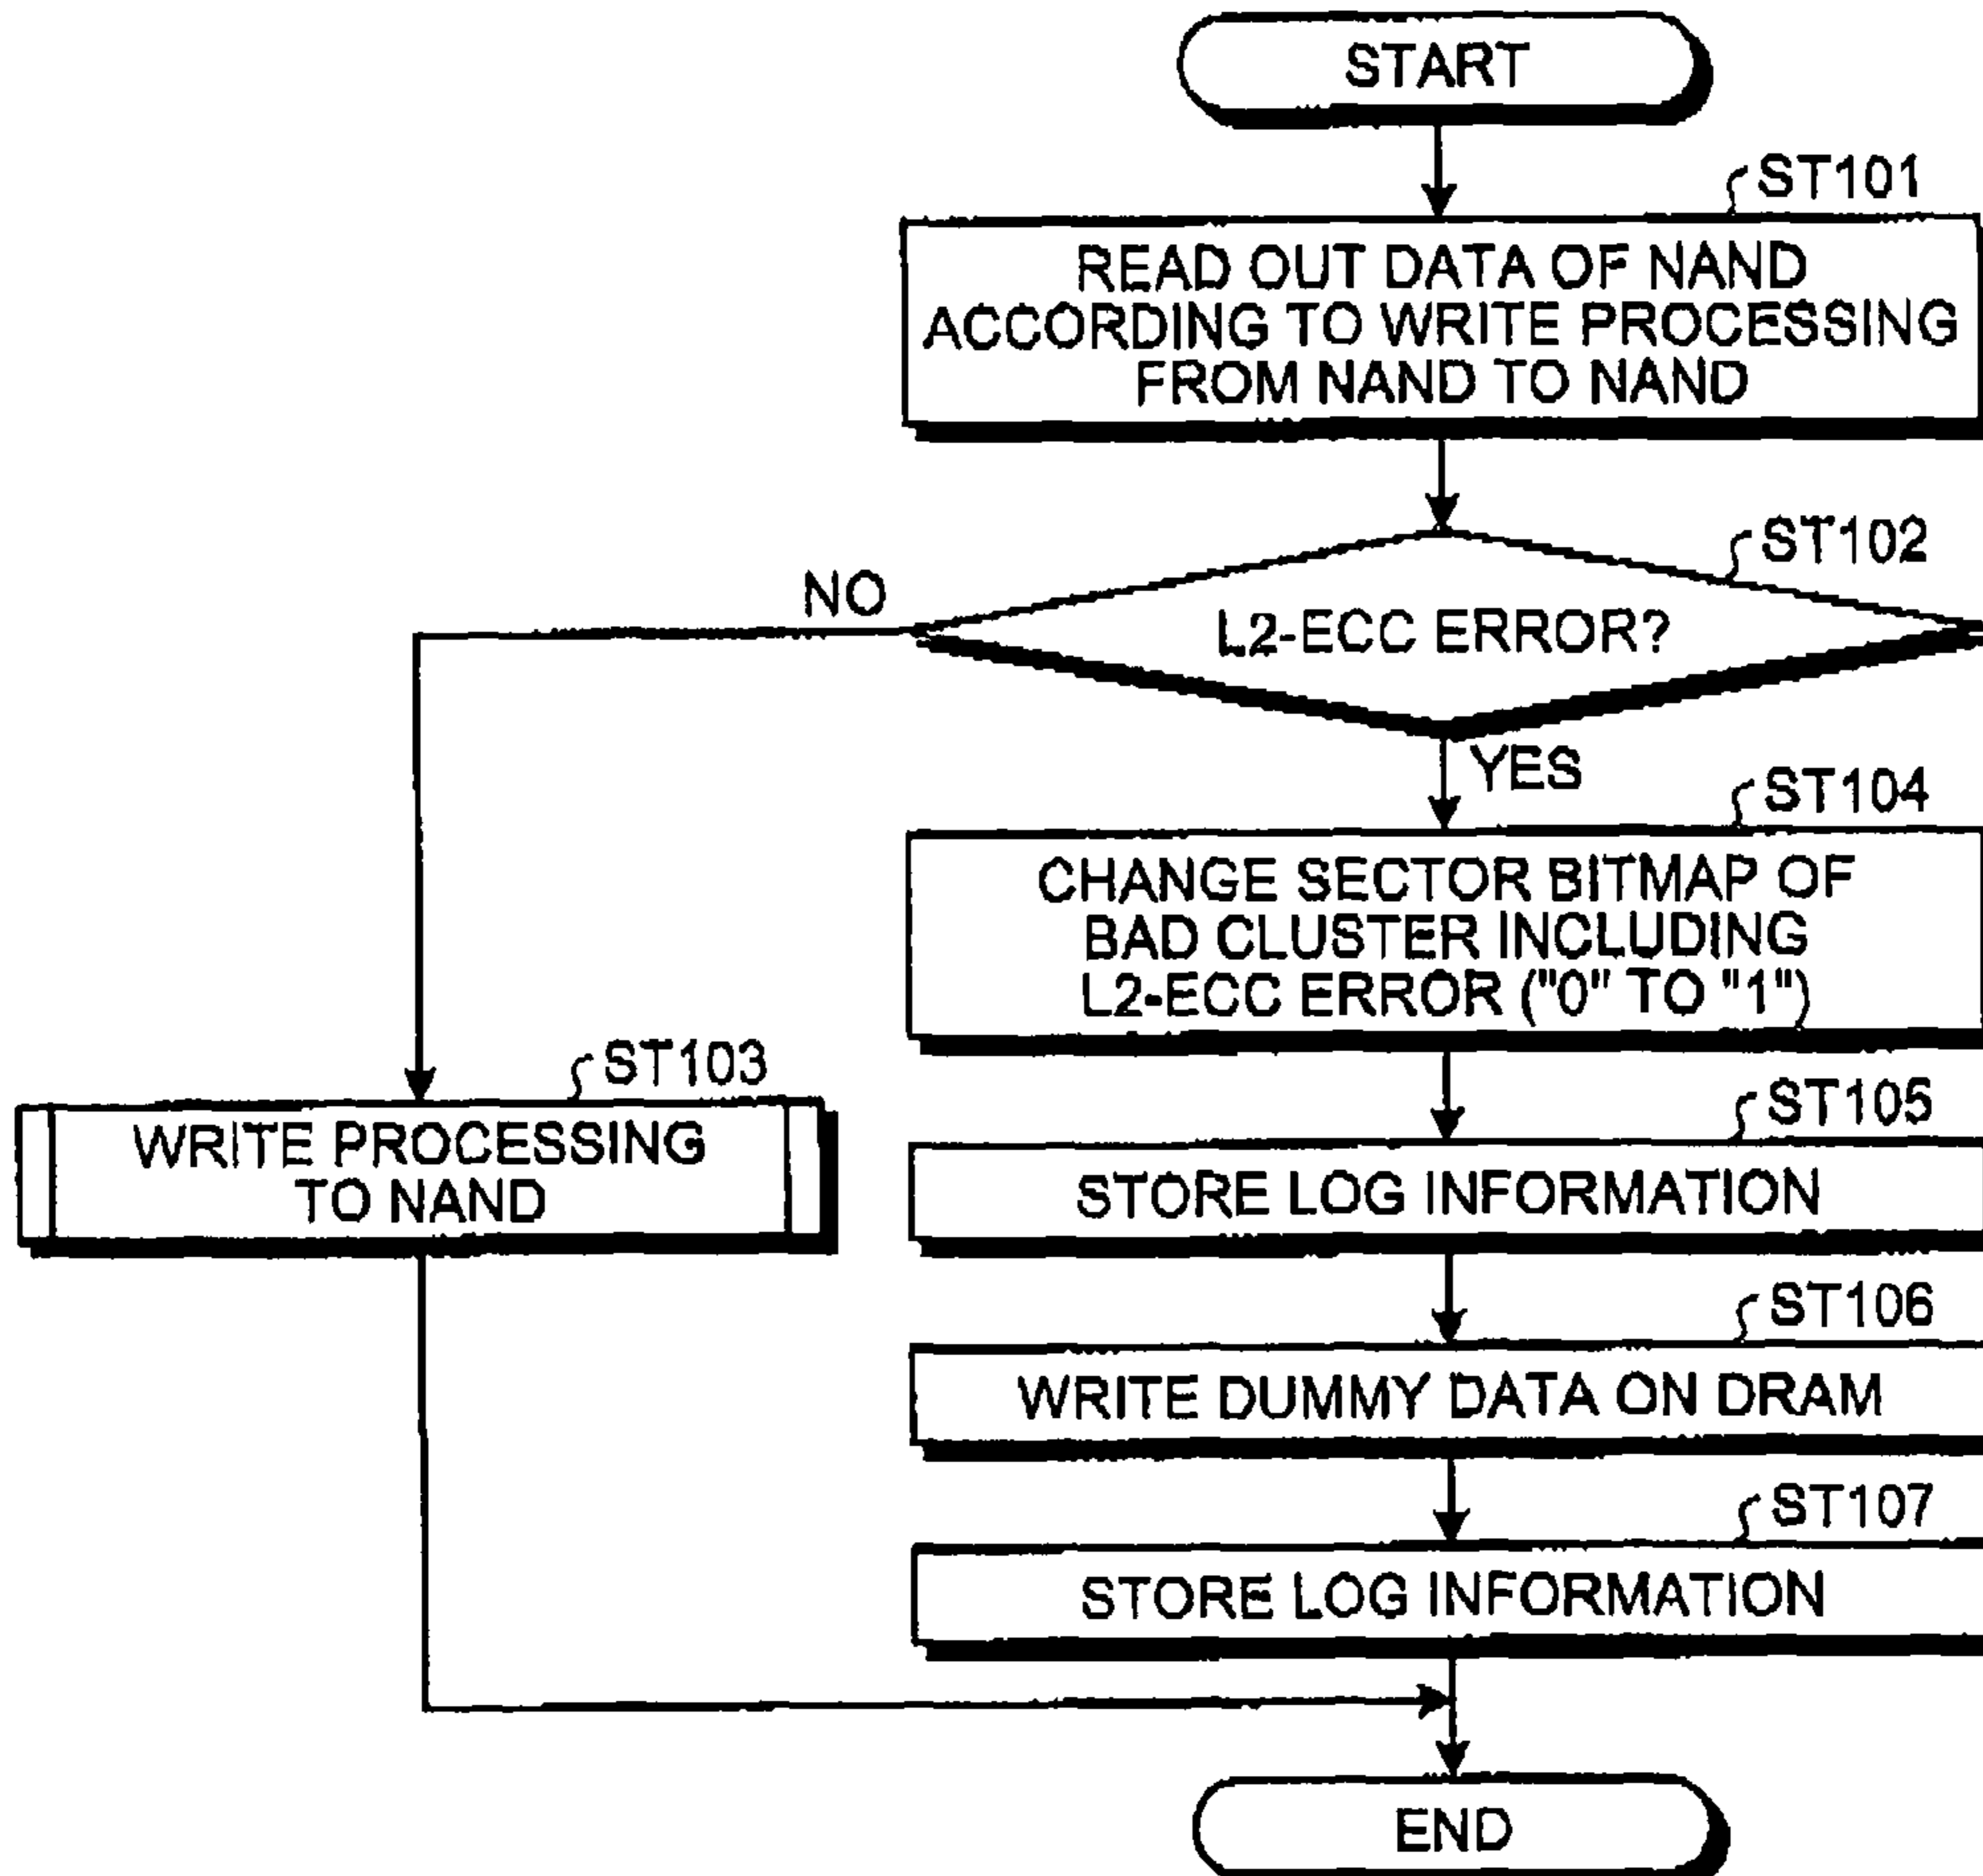 START
ST101
READ OUT DATA OF NAND
ACCORDING TO WRITE PROCESSING
FROM NAND TO NAND
ST102
NO
L2-ECC ERROR?
YES
ST104
CHANGE SECTOR BITMAP OF
BAD CLUSTER INCLUDING
L2-ECC ERROR ("0" TO "1")
ST103
WRITE PROCESSING
TO NAND
ST105
STORE LOG INFORMATION
ST106
WRITE DUMMY DATA ON DRAM
ST107
STORE LOG INFORMATION
END